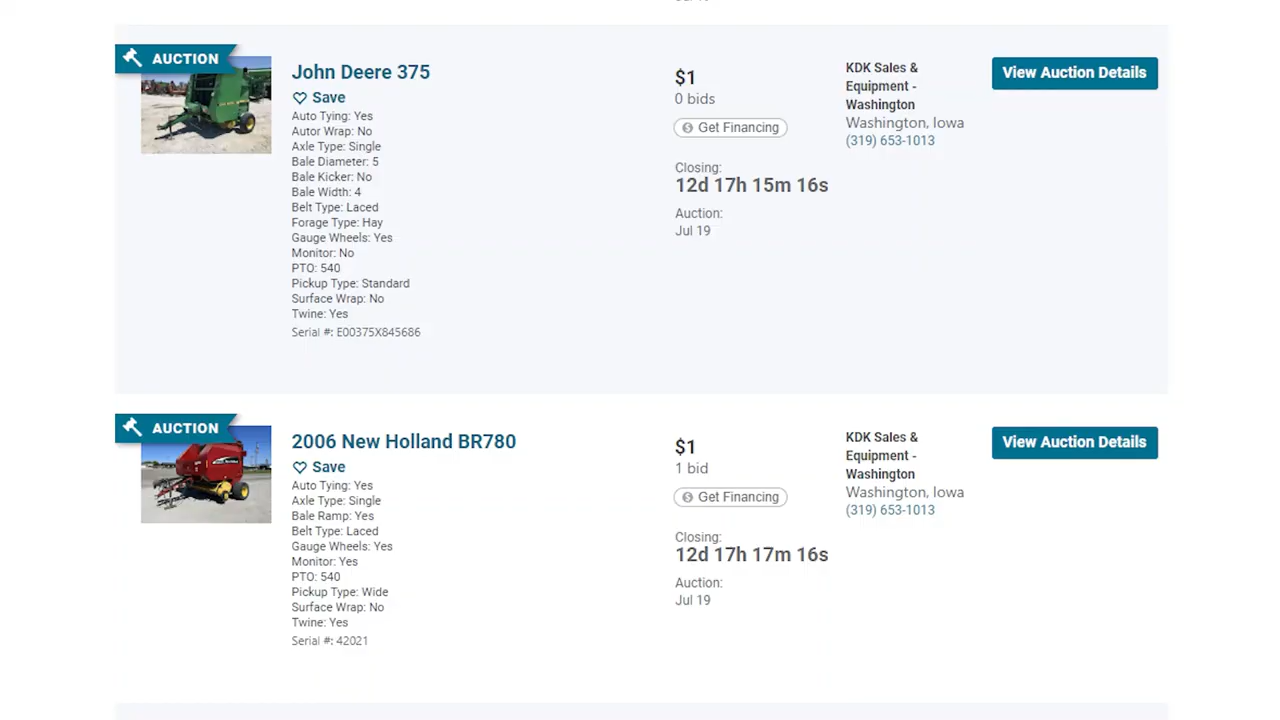 AUCTION
John Deere 375
Save
Auto Tying: Yes
Autor Wrap: No
Axle Type: Single
Bale Diameter: 5
Bale Kicker: No
Bale Width: 4
Belt Type: Laced
Forage Type: Hay
Gauge Wheels: Yes
Monitor: No
PTO: 540
Pickup Type: Standard
Surface Wrap: No
Twine: Yes
Serial #: E00375X845686
$1
0 bids
Get Financing
Closing:
12d 17h 15m 16s
Auction:
Jul 19
KDK Sales &
Equipment -
Washington
Washington, Iowa
(319) 653-1013
View Auction Details
AUCTION
2006 New Holland BR780
Save
Auto Tying: Yes
Axle Type: Single
Bale Ramp: Yes
Belt Type: Laced
Gauge Wheels: Yes
Monitor: Yes
PTO: 540
Pickup Type: Wide
Surface Wrap: No
Twine: Yes
Serial #: 42021
$1
1 bid
Get Financing
Closing:
12d 17h 17m 16s
Auction:
Jul 19
KDK Sales &
Equipment -
Washington
Washington, Iowa
(319) 653-1013
View Auction Details